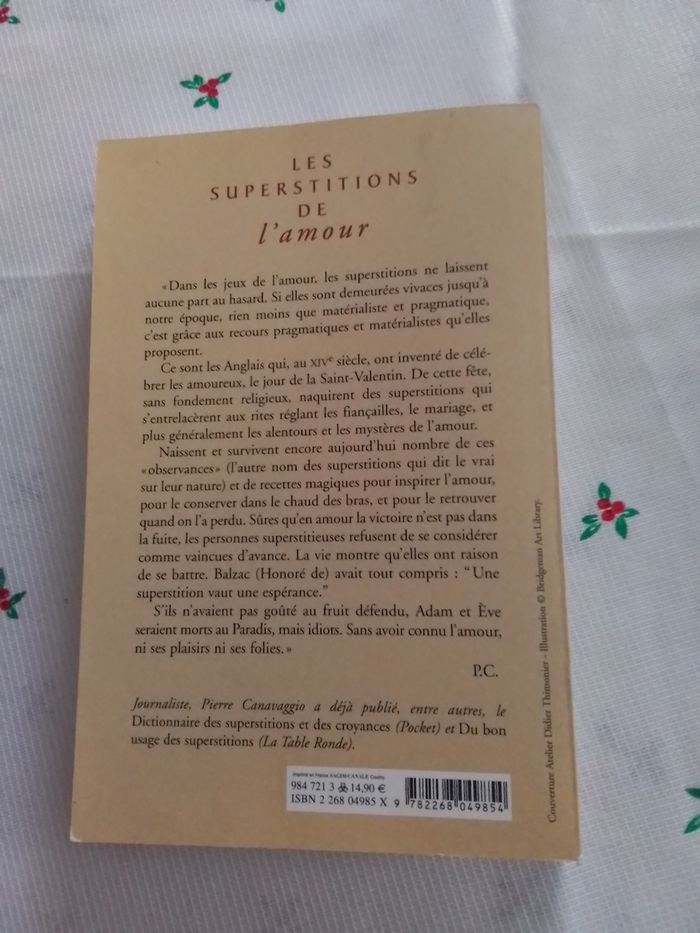 LES
SUPERSTITIONS
DE
l'amour
«Dans les jeux de l'amour, les superstitions ne laissent
aucune part au hasard. Si elles sont demeurées vivaces jusqu'à
notre époque, rien moins que matérialiste et pragmatique,
c'est grâce aux recours pragmatiques et matérialistes qu'elles
proposent.
Ce sont les Anglais qui, au XIVe siècle, ont inventé de célé-
brer les amoureux, le jour de la Saint-Valentin. De cette fête,
sans fondement religieux, naquirent des superstitions qui
s'entrelacèrent aux rites réglant les fiançailles, le mariage, et
plus généralement les alentours et les mystères de l'amour.
Naissent et survivent encore aujourd'hui nombre de ces
«observances» (l'autre nom des superstitions qui dit le vrai
sur leur nature) et de recettes magiques pour inspirer l'amour,
pour le conserver dans le chaud des bras, et pour le retrouver
quand on l'a perdu. Sûres qu'en amour la victoire n'est pas dans
la fuite, les personnes superstitieuses refusent de se considérer
comme vaincues d'avance. La vie montre qu'elles ont raison
de se battre. Balzac (Honoré de) avait tout compris : "Une
superstition vaut une espérance."
S'ils n'avaient pas goûté au fruit défendu, Adam et Ève
seraient morts au Paradis, mais idiots. Sans avoir connu l'amour,
ni ses plaisirs ni ses folies.»
P.C.
Journaliste, Pierre Canavaggio a déjà publié, entre autres, le
Dictionnaire des superstitions et des croyances (Pocket) et Du bon
usage des superstitions (La Table Ronde).
Imprimé en France SAGIM-CANALE Courtry
984 721 3 14,90 €
ISBN 2 268 04985 X
9 782268 049854
Couverture Atelier Didier Thimonier - Illustration © Bridgeman Art Library.